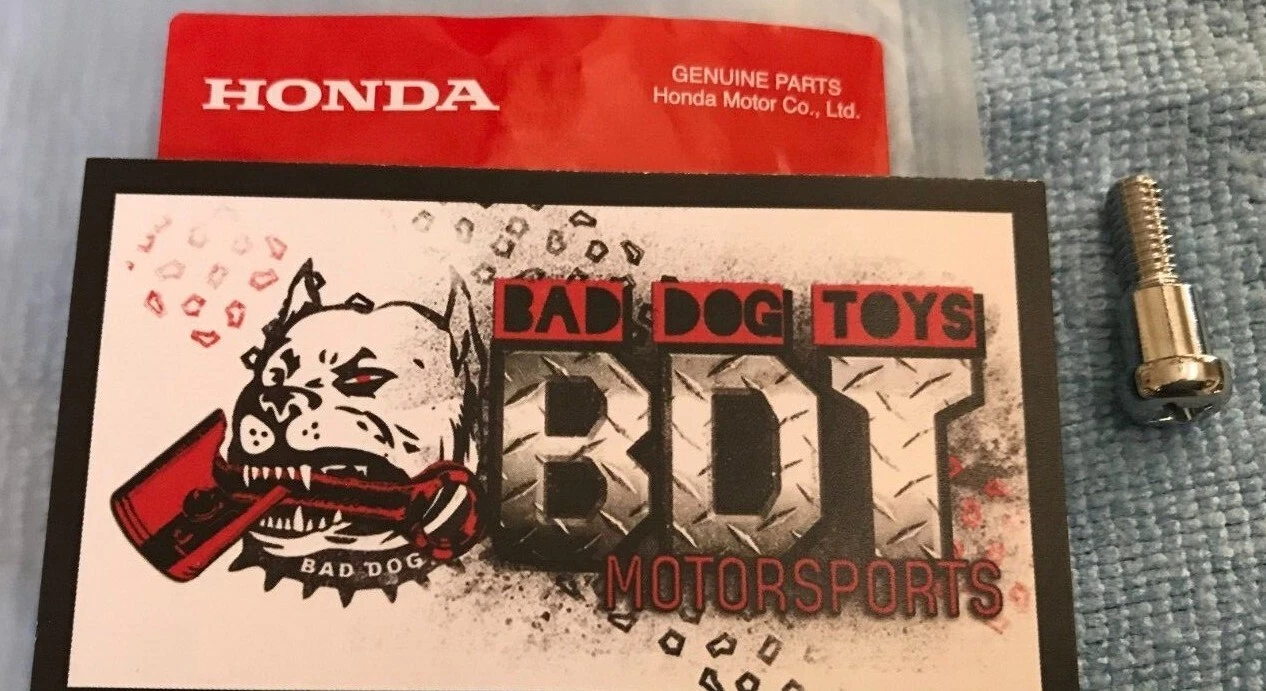 HONDA
GENUINE PARTS
Honda Motor Co., Ltd.
BAD DOG TOYS
BDT
MOTORSPORTS
BAD DOG